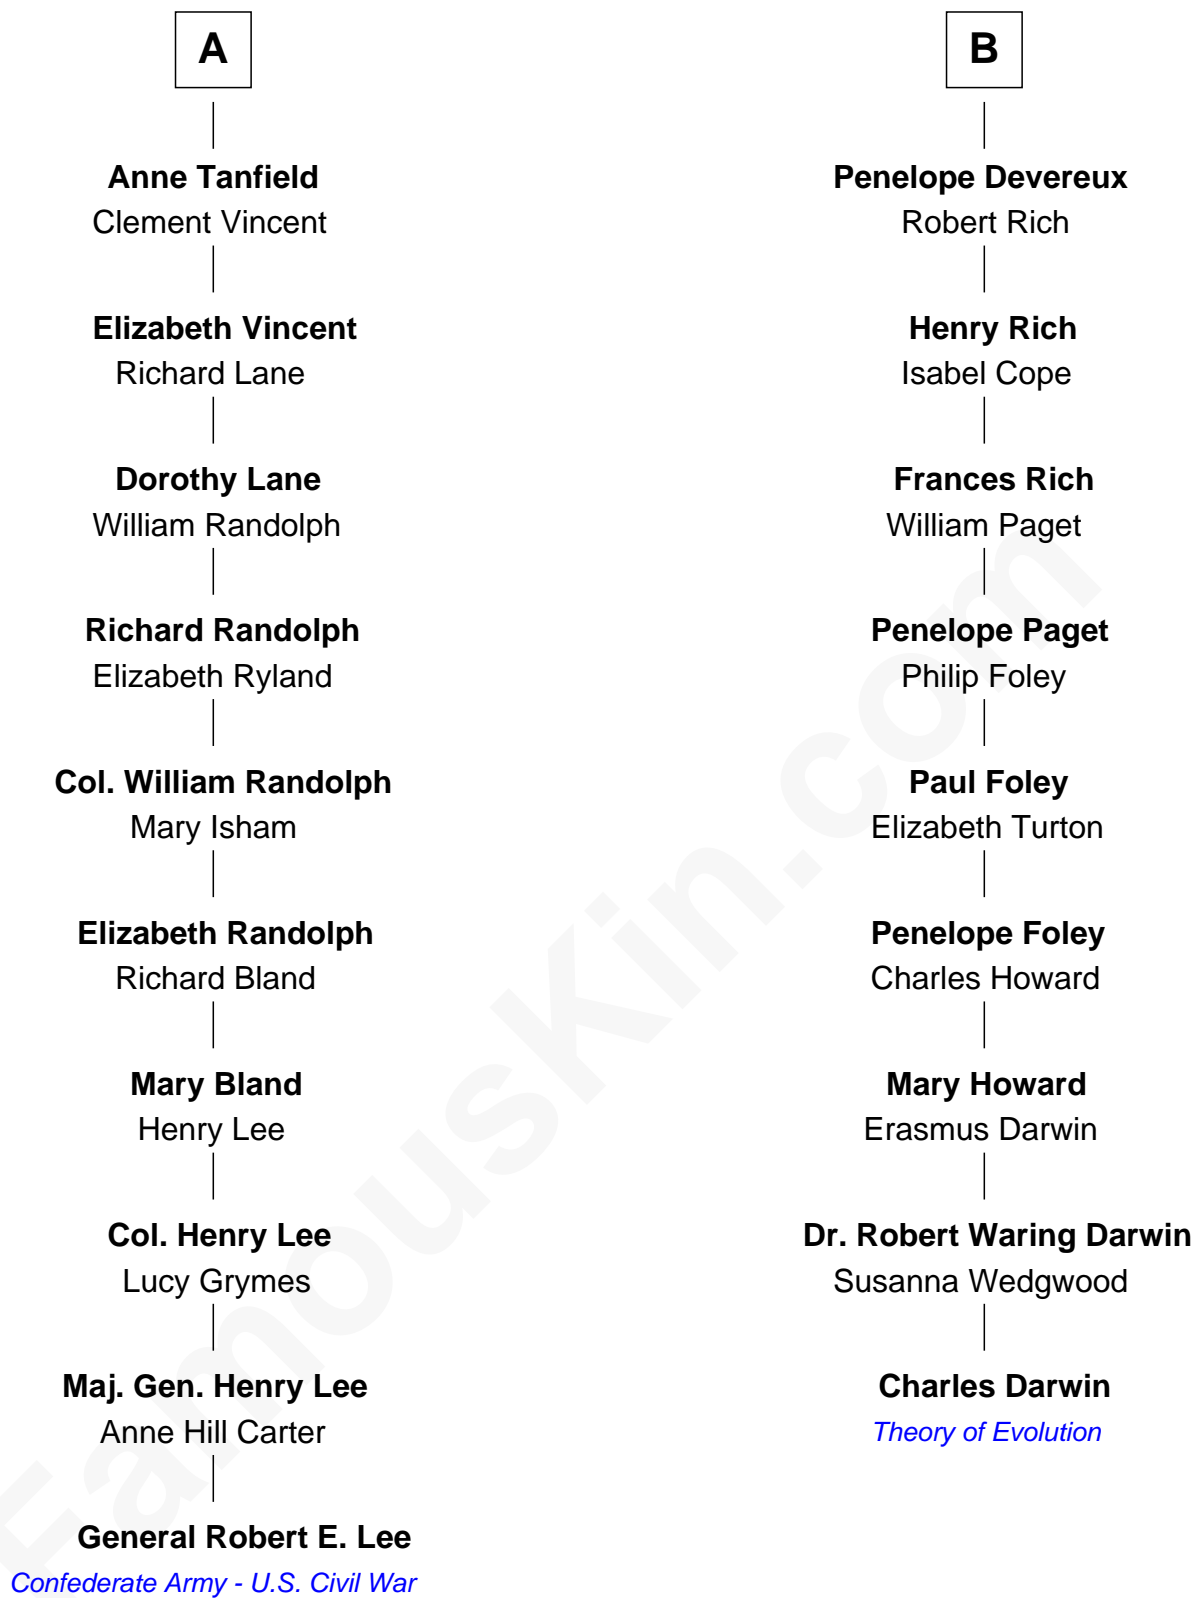 A
Anne Tanfield
Clement Vincent
Elizabeth Vincent
Richard Lane
Dorothy Lane
William Randolph
Richard Randolph
Elizabeth Ryland
Col. William Randolph
Mary Isham
Elizabeth Randolph
Richard Bland
Mary Bland
Henry Lee
Col. Henry Lee
Lucy Grymes
Maj. Gen. Henry Lee
Anne Hill Carter
General Robert E. Lee
Confederate Army - U.S. Civil War
B
Penelope Devereux
Robert Rich
Henry Rich
Isabel Cope
Frances Rich
William Paget
Penelope Paget
Philip Foley
Paul Foley
Elizabeth Turton
Penelope Foley
Charles Howard
Mary Howard
Erasmus Darwin
Dr. Robert Waring Darwin
Susanna Wedgwood
Charles Darwin
Theory of Evolution
FamousKin.com